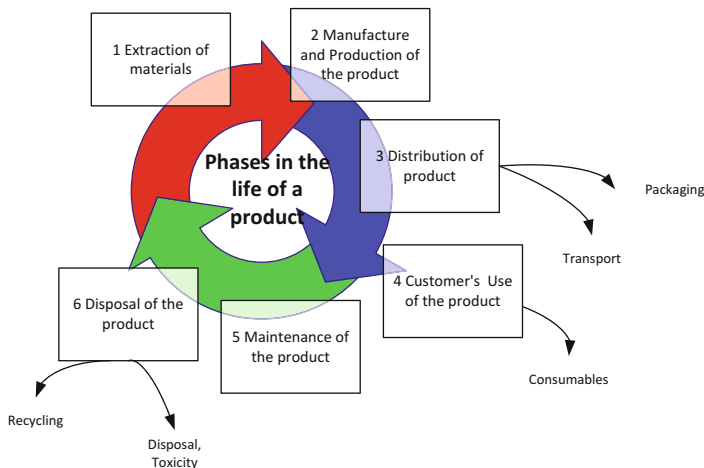 1 Extraction of
materials
2 Manufacture
and Production of
the product
3 Distribution of
product
Packaging
Transport
4 Customer's Use
of the product
Consumables
5 Maintenance of
the product
6 Disposal of the
product
Recycling
Disposal,
Toxicity
Phases in the
life of a
product